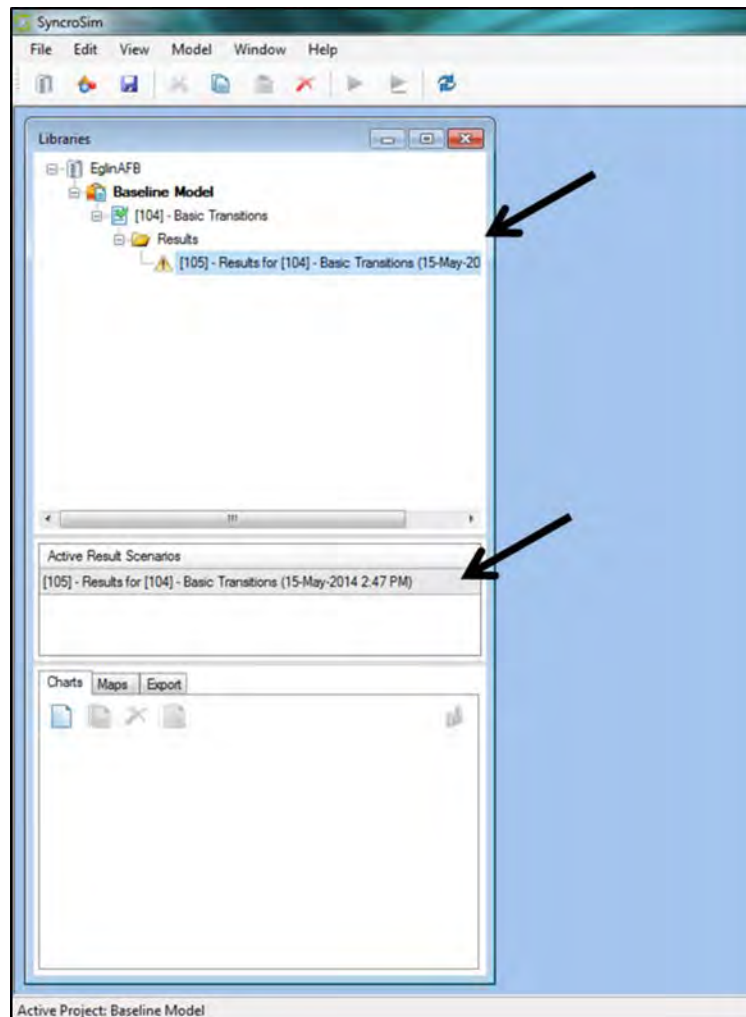 SyncroSim
File Edit View Model Window Help
Libraries
EglinAFB
Baseline Model
[104] - Basic Transitions
Results
[105] - Results for [104] - Basic Transitions (15-May-20
Active Result Scenarios
[105] - Results for [104] - Basic Transitions (15-May-2014 2:47 PM)
Charts Maps Export
Active Project: Baseline Model